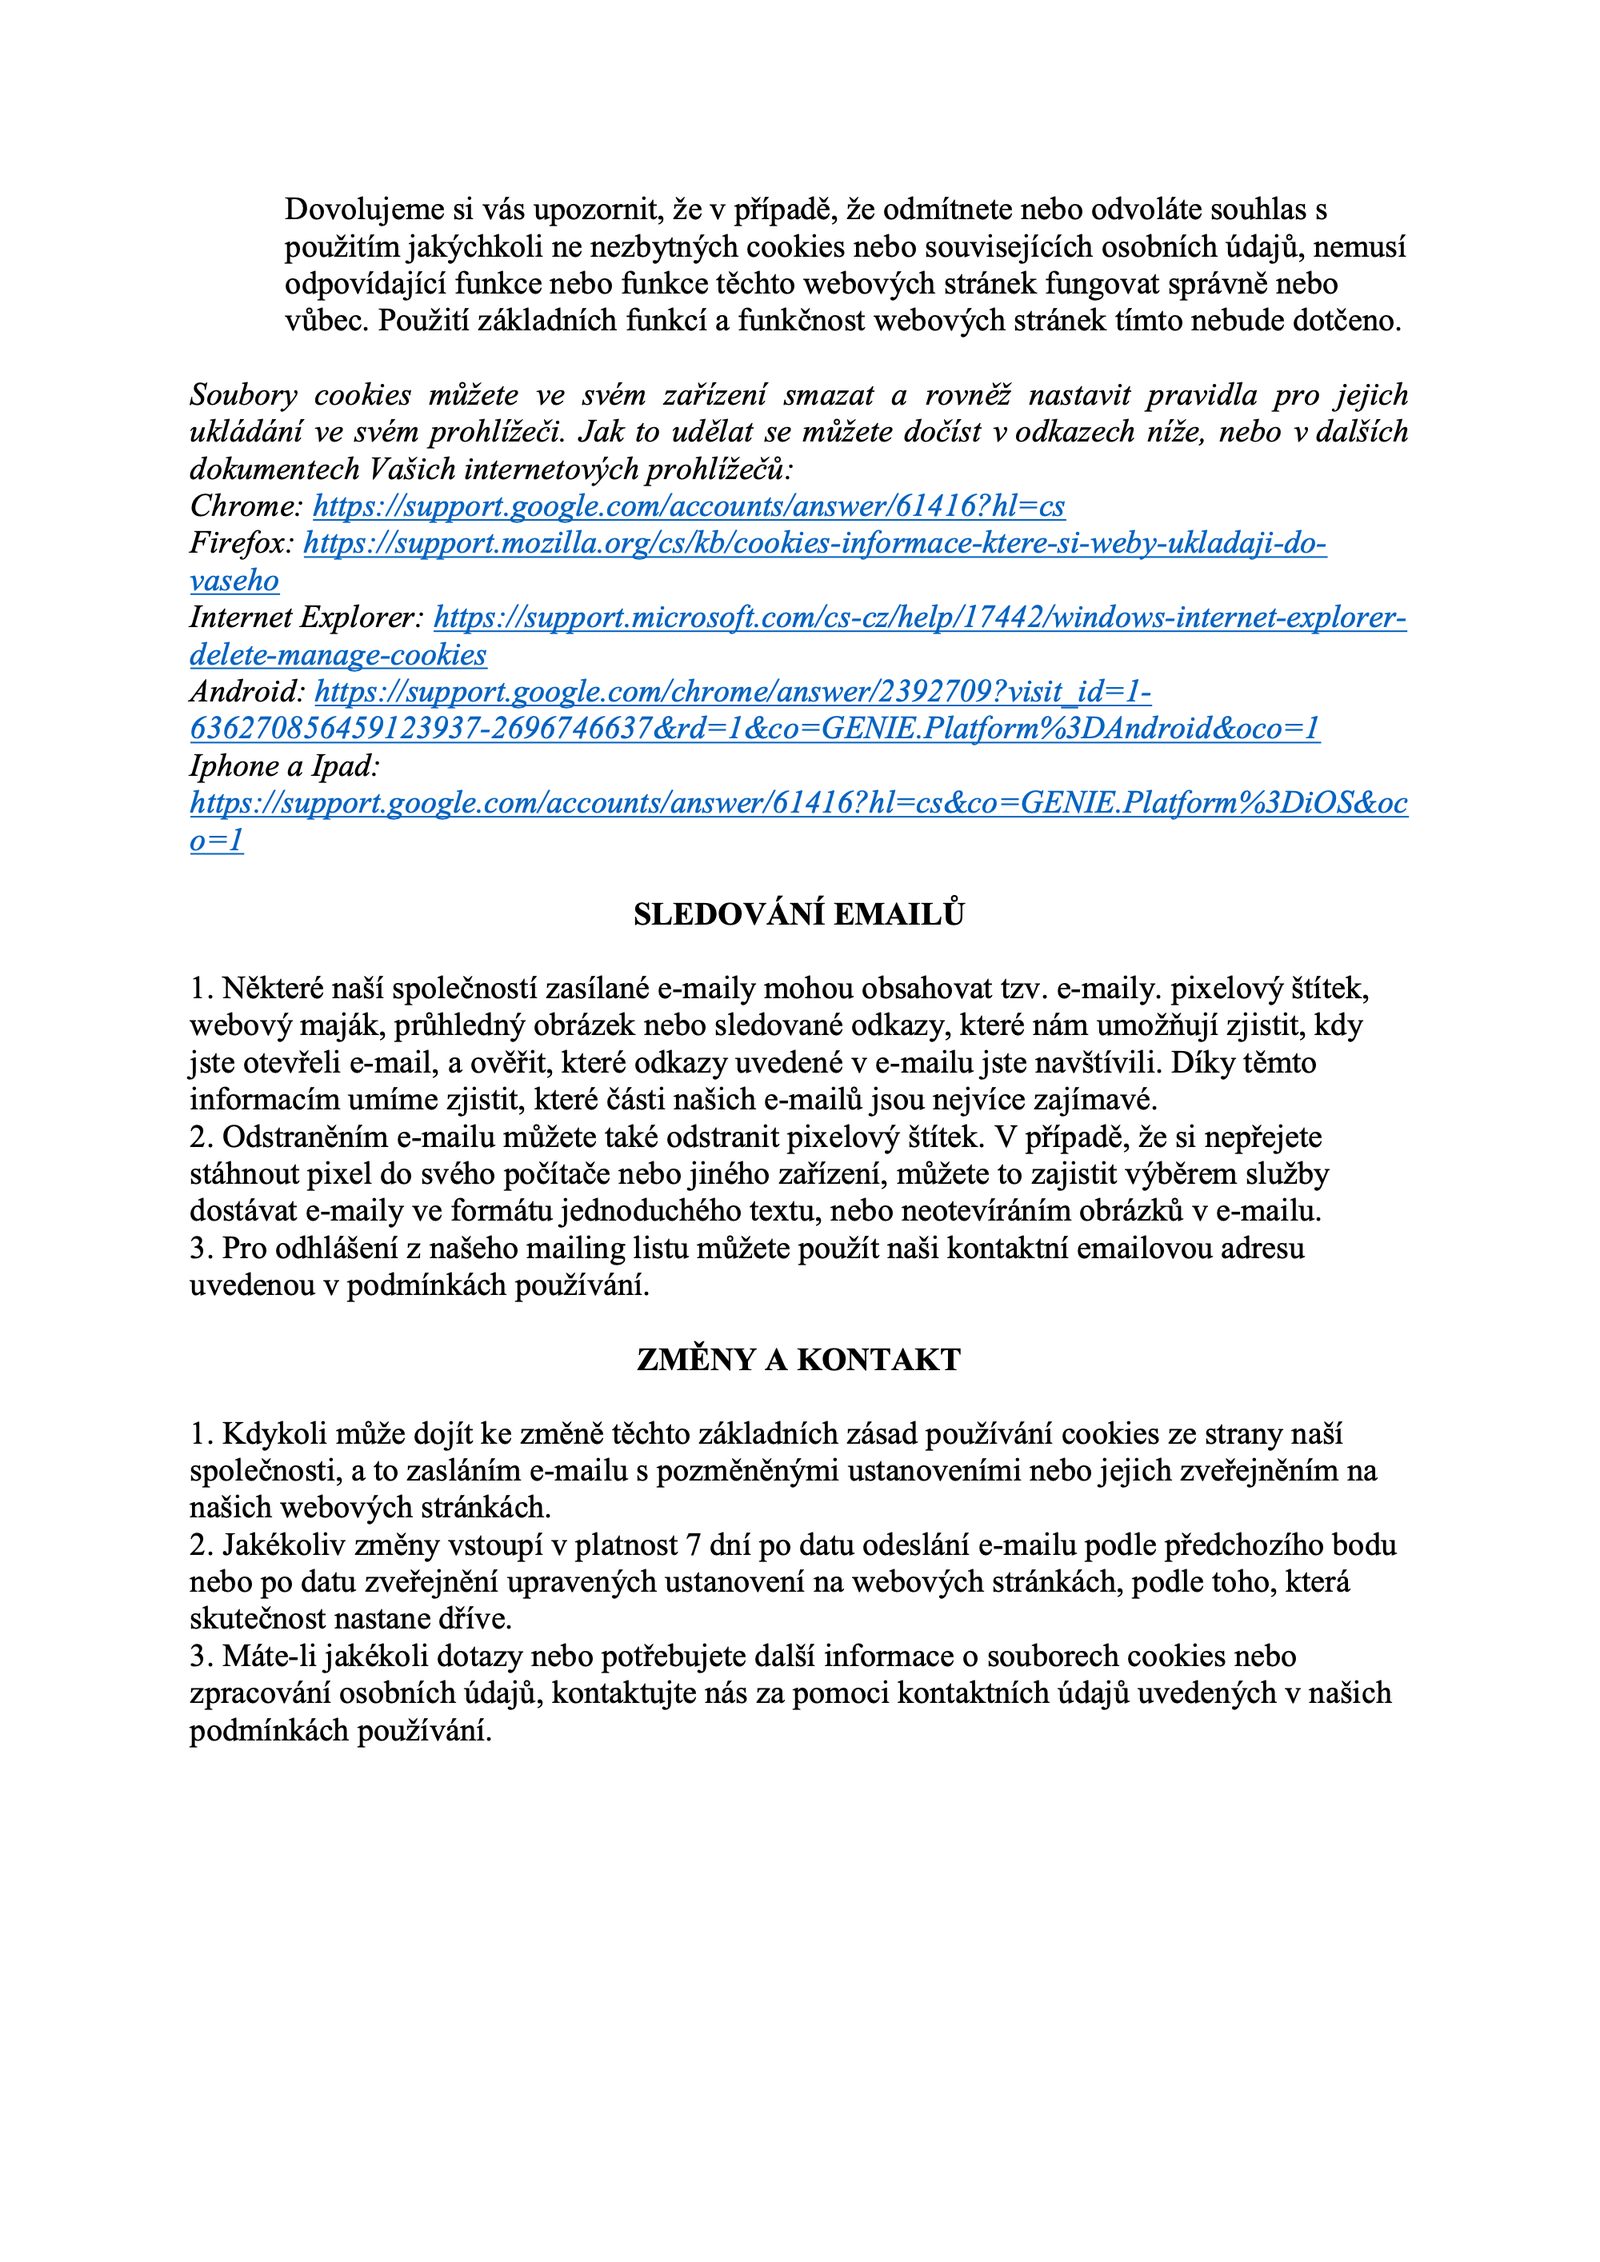 Dovolujeme si vás upozornit, že v případě, že odmítnete nebo odvoláte souhlas s
použitím jakýchkoli ne nezbytných cookies nebo souvisejících osobních údajů, nemusí
odpovídající funkce nebo funkce těchto webových stránek fungovat správně nebo
vůbec. Použití základních funkcí a funkčnost webových stránek tímto nebude dotčeno.
Soubory cookies můžete ve svém zařízení smazat a rovněž nastavit pravidla pro jejich
ukládání ve svém prohlížeči. Jak to udělat se můžete dočíst v odkazech níže, nebo v dalších
dokumentech Vašich internetových prohlížečů:
Chrome: https://support.google.com/accounts/answer/61416?hl=cs
Firefox: https://support.mozilla.org/cs/kb/cookies-informace-ktere-si-weby-ukladaji-do-
vaseho
Internet Explorer: https://support.microsoft.com/cs-cz/help/17442/windows-internet-explorer-
delete-manage-cookies
Android: https://support.google.com/chrome/answer/2392709?visit_id=1-
636270856459123937-2696746637&rd=1&co=GENIE.Platform%3DAndroid&oco=1
Iphone a Ipad:
https://support.google.com/accounts/answer/61416?hl=cs&co=GENIE.Platform%3DiOS&oc
o=1
SLEDOVÁNÍ EMAILŮ
1. Některé naší společností zasílané e-maily mohou obsahovat tzv. e-maily. pixelový štítek,
webový maják, průhledný obrázek nebo sledované odkazy, které nám umožňují zjistit, kdy
jste otevřeli e-mail, a ověřit, které odkazy uvedené v e-mailu jste navštívili. Díky těmto
informacím umíme zjistit, které části našich e-mailů jsou nejvíce zajímavé.
2. Odstraněním e-mailu můžete také odstranit pixelový štítek. V případě, že si nepřejete
stáhnout pixel do svého počítače nebo jiného zařízení, můžete to zajistit výběrem služby
dostávat e-maily ve formátu jednoduchého textu, nebo neotevíráním obrázků v e-mailu.
3. Pro odhlášení z našeho mailing listu můžete použít naši kontaktní emailovou adresu
uvedenou v podmínkách používání.
ZMĚNY A KONTAKT
1. Kdykoli může dojít ke změně těchto základních zásad používání cookies ze strany naší
společnosti, a to zasláním e-mailu s pozměněnými ustanoveními nebo jejich zveřejněním na
našich webových stránkách.
2. Jakékoliv změny vstoupí v platnost 7 dní po datu odeslání e-mailu podle předchozího bodu
nebo po datu zveřejnění upravených ustanovení na webových stránkách, podle toho, která
skutečnost nastane dříve.
3. Máte-li jakékoli dotazy nebo potřebujete další informace o souborech cookies nebo
zpracování osobních údajů, kontaktujte nás za pomoci kontaktních údajů uvedených v našich
podmínkách používání.